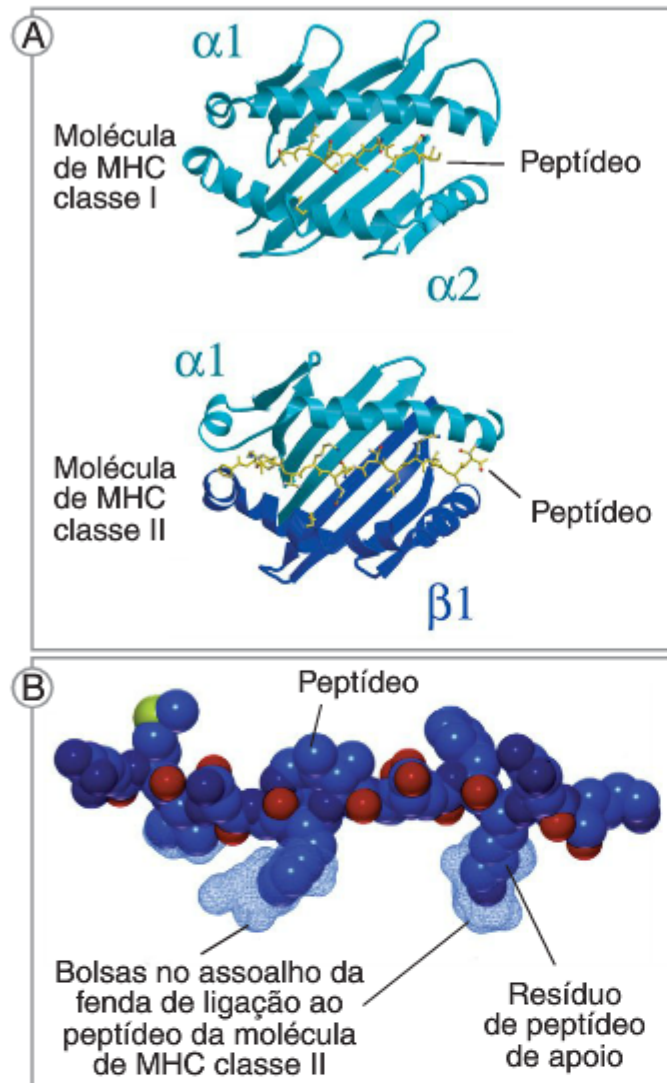 A
α1
Molécula
de MHC
classe I
Peptídeo
α2
α1
Molécula
de MHC
classe II
Peptídeo
β1
B
Peptídeo
Bolsas no assoalho da
fenda de ligação ao
peptídeo da molécula
de MHC classe II
Resíduo
de peptídeo
de apoio